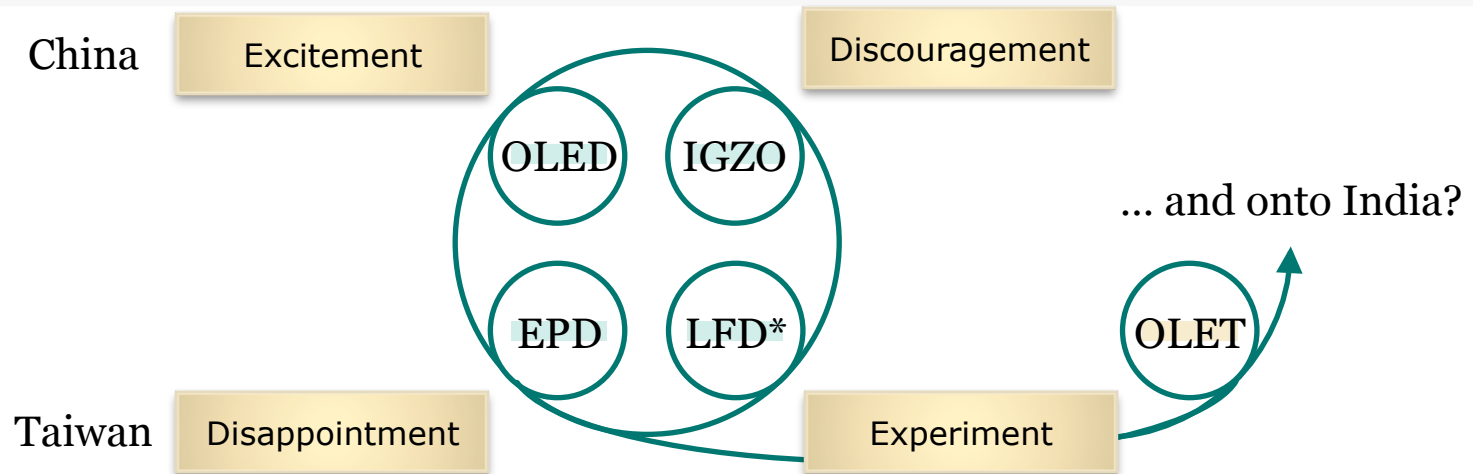 China
Excitement
Discouragement
OLED
IGZO
... and onto India?
EPD
LFD*
OLET
Taiwan
Disappointment
Experiment